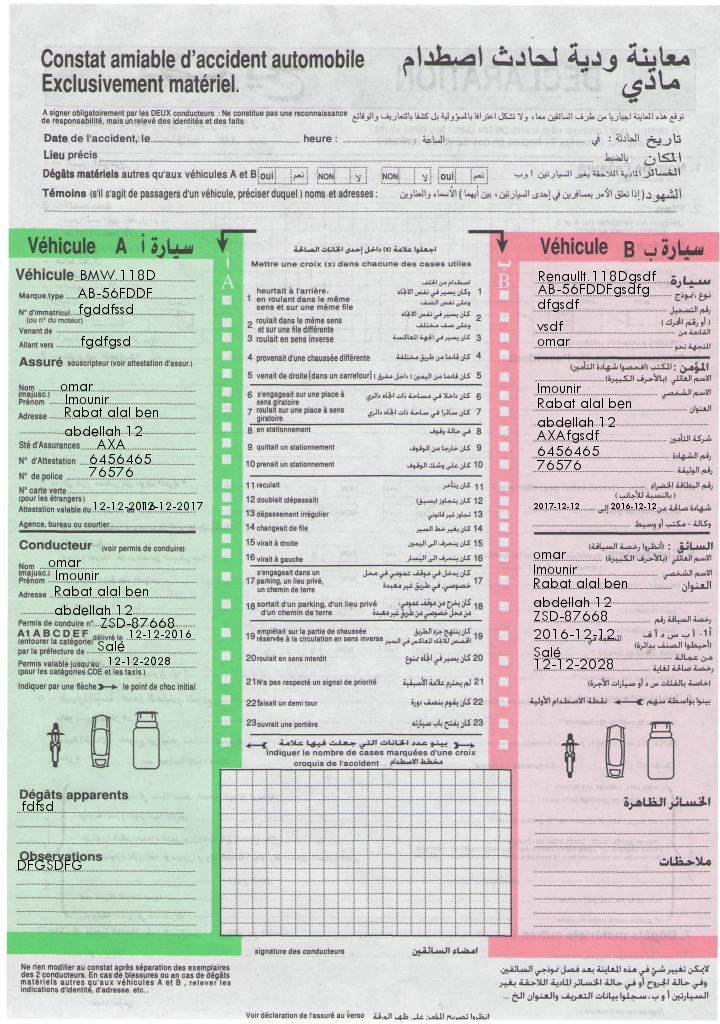 Constat amiable d'accident automobile
Exclusivement matériel.
معاينة ودية لحادث اصطدام
مادي
A signer obligatoirement par les DEUX conducteurs : Ne constitue pas une reconnaissance
de responsabilité, mais un relevé des identités et des faits
توقع هذه المعاينة اجباريا من طرف السائقين معا، ولا تشكل اعترافا بالمسؤولية بل كشفا بالتعاريف والوقائع
Date de l'accident, le heure : الساعة : في تاريخ الحادثة :
Lieu précis المكان بالضبط
Dégâts matériels autres qu'aux véhicules A et B oui نعم NON لا NON لا oui نعم الخسائر المادية اللاحقة بغير السيارتين أ و ب
Témoins (s'il s'agit de passagers d'un véhicule, préciser duquel) noms et adresses : الشهود (إذا تعلق الأمر بمسافرين في إحدى السيارتين، بين أيهما) الأسماء والعناوين
Véhicule A سيارة أ
Véhicule BMW 118D
Marque.type AB-56FDDF
N° d'immatricul fgddfssd
(ou n° du moteur)
Venant de
Allant vers fgdfgsd
Assuré souscripteur (voir attestation d'assur.)
Nom omar
(majusc.)
Prénom lmounir
Adresse Rabat alal ben
abdellah 12
Sté d'Assurances AXA
N° d'Attestation 6456465
N° de police 76576
N° carte verte
(pour les étrangers)
Attestation valable du 12-12-2016 12-12-2017
Agence, bureau ou courtier
Conducteur (voir permis de conduire)
Nom omar
(majusc.)
Prénom lmounir
Adresse Rabat alal ben
abdellah 12
Permis de conduire n° ZSD-87668
A1ABCDEF délivré le 12-12-2016
(entourer la catégorie)
par la préfecture de Salé
Permis valable jusqu'au 12-12-2028
(pour les catégories CDE et les taxis.)
Indiquer par une flèche le point de choc initial
Dégâts apparents
fdfsd
Observations
DFGSDFG
A أ
اجعلوا علامة (x) داخل إحدى الخانات الصالحة
Mettre une croix (x) dans chacune des cases utiles
1 heurtait à l'arrière, en roulant dans le même sens et sur une même file اصطدام من الخلف وكان يسير في نفس الاتجاه وعلى نفس الصف 1
2 roulait dans le même sens et sur une file différente وكان يسير في نفس الاتجاه وعلى صف مختلف 2
3 roulait en sens inverse كان يسير في الجهة المعاكسة 3
4 provenait d'une chaussée différente كان قادما من طريق مختلفة 4
5 venait de droite (dans un carrefour) كان قادما من اليمين (داخل مفترق) 5
6 s'engageait sur une place à sens giratoire كان داخلا في مساحة ذات اتجاه دائري 6
7 roulait sur une place à sens giratoire كان سائرا في ساحة ذات اتجاه دائري 7
8 en stationnement في حالة وقوف 8
9 quittait un stationnement كان خارجا من الوقوف 9
10 prenait un stationnement كان على وشك الوقوف 10
11 reculait كان يتأخر 11
12 doublait (dépassait) كان يتجاوز (يسبق) 12
13 dépassement irrégulier تجاوز غير قانوني 13
14 changeait de file كان يغير خط السير 14
15 virait à droite كان ينحرف الى اليمين 15
16 virait à gauche كان ينحرف الى اليسار 16
17 s'engageait dans un parking, un lieu privé, un chemin de terre كان يدخل في موقف عمومي في محل خصوصي في طريق غير معبدة 17
18 sortait d'un parking, d'un lieu privé d'un chemin de terre كان يخرج من موقف عمومي، من محل خصوصي من طريق غير معبدة 18
19 empiétait sur la partie de chaussée réservée à la circulation en sens inverse كان ينتهج جزء الطريق المخصص للاتجاه المعاكس في السير 19
20 roulait en sens interdit كان يسير في اتجاه ممنوع 20
21 N'a pas respecté un signal de priorité لم يحترم علامة الأسبقية 21
22 faisait un demi tour كان يقوم بنصف دورة 22
23 ouvrait une portière كان يفتح باب سيارته 23
بينو عدد الخانات التي جعلت فيها علامة
Indiquer le nombre de cases marquées d'une croix
croquis de l'accident مخطط الاصطدام
Véhicule B سيارة ب
B ب
Renaullt 118Dgsdf سيارة
AB-56FDDFgsdfg نوع .نموذج
dfgsdf رقم التسجيل
( أو رقم المحرك )
vsdf القادمة من
omar المتجهة نحو
المؤمن : المكتب (افحصوا شهادة التأمين)
الاسم العائلي (بالأحرف الكبيرة)
lmounir الاسم الشخصي
Rabat alal ben العنوان
abdellah 12
AXAfgsdf شركة التأمين
6456465 رقم الشهادة
76576 رقم الوثيقة
رقم البطاقة الخضراء
( بالنسبة للأجانب )
2017-12-12 إلى 2016-12-12 شهادة صالحة من
وكالة - مكتب أو وسيط
السائق : (أنظروا رخصة السياقة)
omar الاسم العائلي (بالأحرف الكبيرة)
lmounir الاسم الشخصي
Rabat alal ben العنوان
abdellah 12
ZSD-87668 رقم رخصة السياقة
2016-12-12 أ1. أ ب س د أ ف
(أحيطوا الصنف بدائرة)
Salé من عمالة
12-12-2028 رخصة صالحة لغاية
(خاصة بالفئات س د أو سيارات الأجرة)
بينوا بواسطة سهم نقطة الاصطدام الأولية
الخسائر الظاهرة
ملاحظات
signature des conducteurs امضاء السائقين
Ne rien modifier au constat après séparation des exemplaires
des 2 conducteurs. En cas de blessures ou en cas de dégâts
matériels autres qu'aux véhicules A et B , relever les
indications d'identité, d'adresse. etc...
لايمكن تغيير شيء في هذه المعاينة بعد فصل نموذجي السائقين.
وفي حالة الجروح أو في حالة الخسائر المادية اللاحقة بغير
السيارتين أ و ب، سجلوا بيانات التعريف والعنوان الخ ...
Voir déclaration de l'assuré au verso انظروا تصريح المؤمن على ظهر الورقة